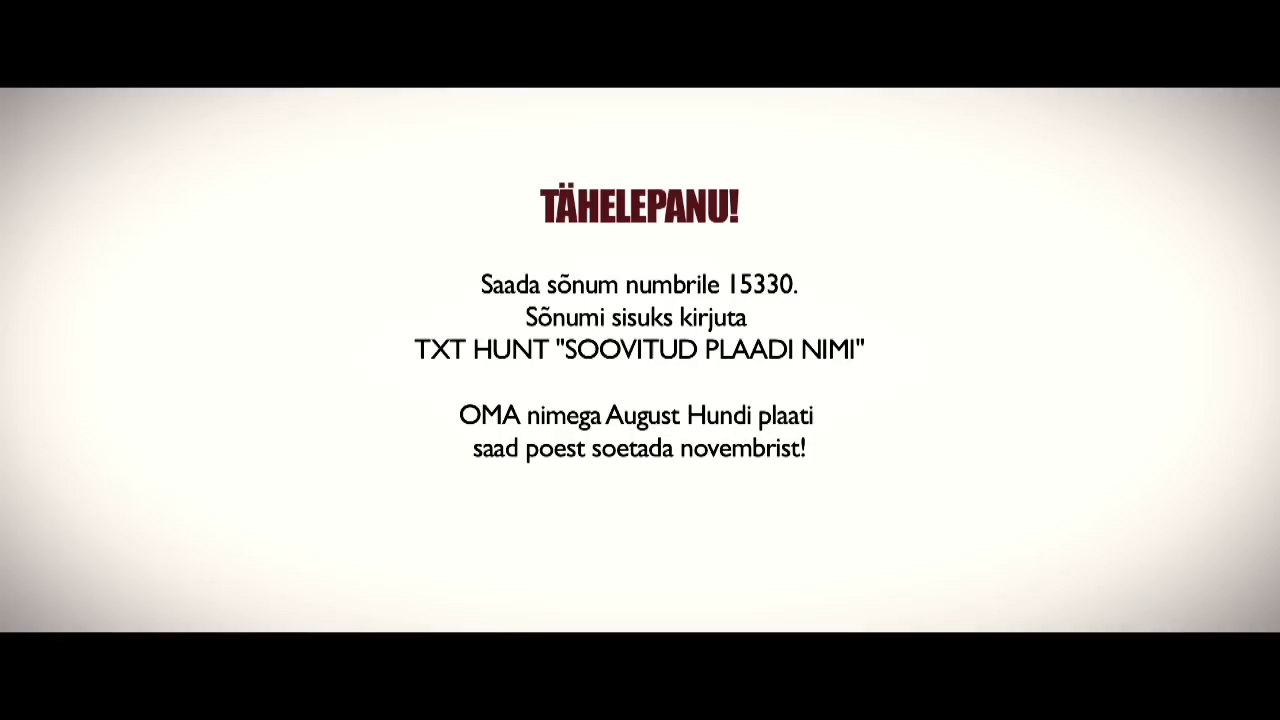 TÄHELEPANU!
Saada sõnum numbrile 15330.
Sõnumi sisuks kirjuta
TXT HUNT "SOOVITUD PLAADI NIMI"
OMA nimega August Hundi plaati
saad poest soetada novembrist!